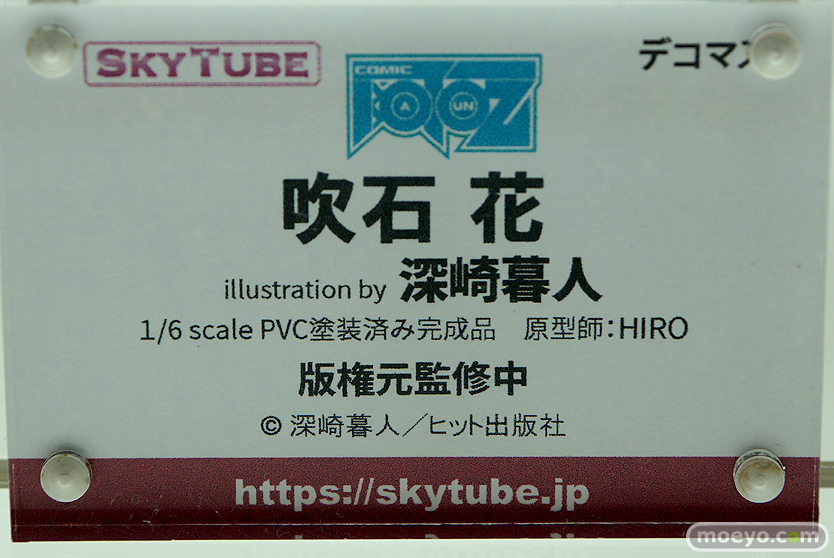 SKYTUBE
COMIC
A UN
デコマス
吹石 花
illustration by 深崎暮人
1/6 scale PVC塗装済み完成品 原型師：HIRO
版権元監修中
© 深崎暮人／ヒット出版社
https://skytube.jp
moeyo.com